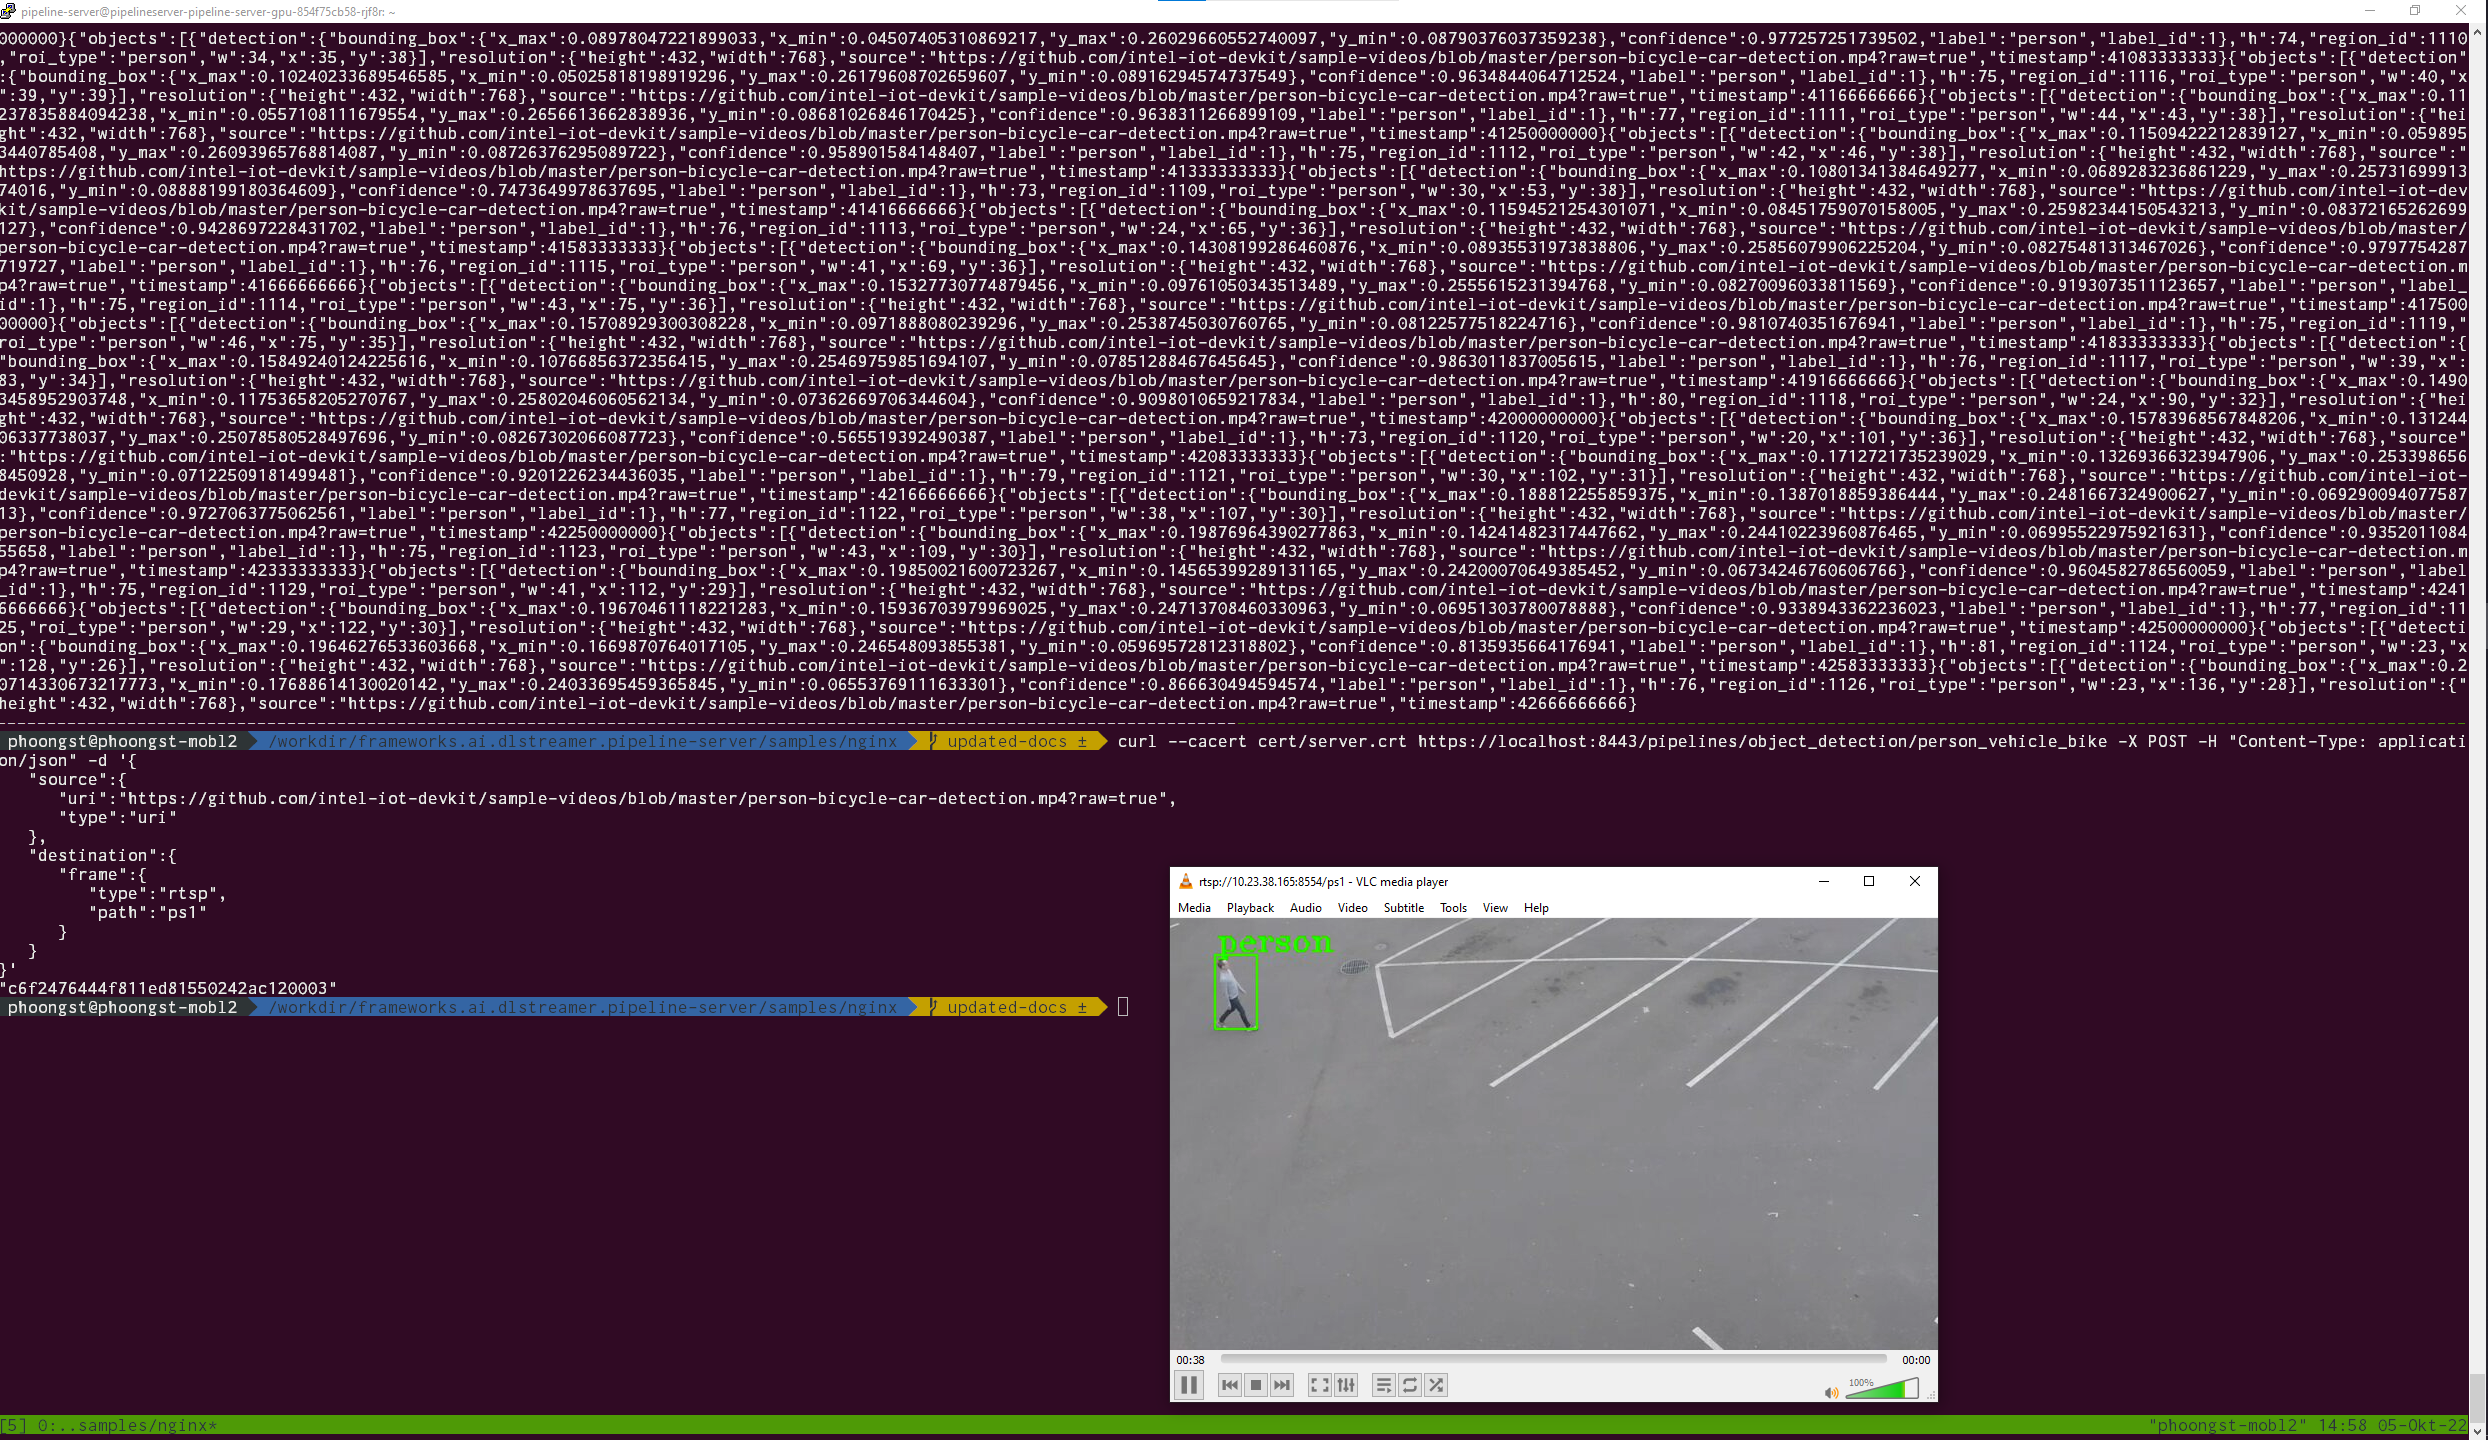 pipeline-server@pipelineserver-pipeline-server-gpu-854f75cb58-rjf8r: ~
000000}{"objects":[{"detection":{"bounding_box":{"x_max":0.08978047221899033,"x_min":0.04507405310869217,"y_max":0.26029660552740097,"y_min":0.08790376037359238},"confidence":0.977257251739502,"label":"person","label_id":1},"h":74,"region_id":1110
,"roi_type":"person","w":34,"x":35,"y":38}],"resolution":{"height":432,"width":768},"source":"https://github.com/intel-iot-devkit/sample-videos/blob/master/person-bicycle-car-detection.mp4?raw=true","timestamp":41083333333}{"objects":[{"detection"
:{"bounding_box":{"x_max":0.10240233689546585,"x_min":0.05025818198919296,"y_max":0.26179608702659607,"y_min":0.08916294574737549},"confidence":0.9634844064712524,"label":"person","label_id":1},"h":75,"region_id":1116,"roi_type":"person","w":40,"x"
:39,"y":39}],"resolution":{"height":432,"width":768},"source":"https://github.com/intel-iot-devkit/sample-videos/blob/master/person-bicycle-car-detection.mp4?raw=true","timestamp":41166666666}{"objects":[{"detection":{"bounding_box":{"x_max":0.11
237835884094238,"x_min":0.0557108111679554,"y_max":0.2656613662838936,"y_min":0.08681026846170425},"confidence":0.9638311266899109,"label":"person","label_id":1},"h":77,"region_id":1111,"roi_type":"person","w":44,"x":43,"y":38}],"resolution":{"hei
ght":432,"width":768},"source":"https://github.com/intel-iot-devkit/sample-videos/blob/master/person-bicycle-car-detection.mp4?raw=true","timestamp":41250000000}{"objects":[{"detection":{"bounding_box":{"x_max":0.11509422212839127,"x_min":0.059895
3440785408,"y_max":0.26093965768814087,"y_min":0.08726376295089722},"confidence":0.958901584148407,"label":"person","label_id":1},"h":75,"region_id":1112,"roi_type":"person","w":42,"x":46,"y":38}],"resolution":{"height":432,"width":768},"source":"
https://github.com/intel-iot-devkit/sample-videos/blob/master/person-bicycle-car-detection.mp4?raw=true","timestamp":41333333333}{"objects":[{"detection":{"bounding_box":{"x_max":0.10801341384649277,"x_min":0.0689283236861229,"y_max":0.25731699913
74016,"y_min":0.08888199180364609},"confidence":0.7473649978637695,"label":"person","label_id":1},"h":73,"region_id":1109,"roi_type":"person","w":30,"x":53,"y":38}],"resolution":{"height":432,"width":768},"source":"https://github.com/intel-iot-dev
kit/sample-videos/blob/master/person-bicycle-car-detection.mp4?raw=true","timestamp":41416666666}{"objects":[{"detection":{"bounding_box":{"x_max":0.11594521254301071,"x_min":0.08451759070158005,"y_max":0.25982344150543213,"y_min":0.08372165262699
127},"confidence":0.9428697228431702,"label":"person","label_id":1},"h":76,"region_id":1113,"roi_type":"person","w":24,"x":65,"y":36}],"resolution":{"height":432,"width":768},"source":"https://github.com/intel-iot-devkit/sample-videos/blob/master/
person-bicycle-car-detection.mp4?raw=true","timestamp":41583333333}{"objects":[{"detection":{"bounding_box":{"x_max":0.14308199286460876,"x_min":0.08935531973838806,"y_max":0.25856079906225204,"y_min":0.08275481313467026},"confidence":0.9797754287
719727,"label":"person","label_id":1},"h":76,"region_id":1115,"roi_type":"person","w":41,"x":69,"y":36}],"resolution":{"height":432,"width":768},"source":"https://github.com/intel-iot-devkit/sample-videos/blob/master/person-bicycle-car-detection.m
p4?raw=true","timestamp":41666666666}{"objects":[{"detection":{"bounding_box":{"x_max":0.15327730774879456,"x_min":0.09761050343513489,"y_max":0.2555615231394768,"y_min":0.08270096033811569},"confidence":0.9193073511123657,"label":"person","label_
id":1},"h":75,"region_id":1114,"roi_type":"person","w":43,"x":75,"y":36}],"resolution":{"height":432,"width":768},"source":"https://github.com/intel-iot-devkit/sample-videos/blob/master/person-bicycle-car-detection.mp4?raw=true","timestamp":417500
00000}{"objects":[{"detection":{"bounding_box":{"x_max":0.15708929300308228,"x_min":0.0971888080239296,"y_max":0.2538745030760765,"y_min":0.08122577518224716},"confidence":0.9810740351676941,"label":"person","label_id":1},"h":75,"region_id":1119,"
roi_type":"person","w":46,"x":75,"y":35}],"resolution":{"height":432,"width":768},"source":"https://github.com/intel-iot-devkit/sample-videos/blob/master/person-bicycle-car-detection.mp4?raw=true","timestamp":41833333333}{"objects":[{"detection":{
"bounding_box":{"x_max":0.15849240124225616,"x_min":0.10766856372356415,"y_max":0.25469759851694107,"y_min":0.07851288467645645},"confidence":0.9863011837005615,"label":"person","label_id":1},"h":76,"region_id":1117,"roi_type":"person","w":39,"x":
83,"y":34}],"resolution":{"height":432,"width":768},"source":"https://github.com/intel-iot-devkit/sample-videos/blob/master/person-bicycle-car-detection.mp4?raw=true","timestamp":41916666666}{"objects":[{"detection":{"bounding_box":{"x_max":0.1490
3458952903748,"x_min":0.11753658205270767,"y_max":0.25802046060562134,"y_min":0.07362669706344604},"confidence":0.9098010659217834,"label":"person","label_id":1},"h":80,"region_id":1118,"roi_type":"person","w":24,"x":90,"y":32}],"resolution":{"hei
ght":432,"width":768},"source":"https://github.com/intel-iot-devkit/sample-videos/blob/master/person-bicycle-car-detection.mp4?raw=true","timestamp":42000000000}{"objects":[{"detection":{"bounding_box":{"x_max":0.15783968567848206,"x_min":0.131244
06337738037,"y_max":0.25078580528497696,"y_min":0.08267302066087723},"confidence":0.565519392490387,"label":"person","label_id":1},"h":73,"region_id":1120,"roi_type":"person","w":20,"x":101,"y":36}],"resolution":{"height":432,"width":768},"source"
:"https://github.com/intel-iot-devkit/sample-videos/blob/master/person-bicycle-car-detection.mp4?raw=true","timestamp":42083333333}{"objects":[{"detection":{"bounding_box":{"x_max":0.1712721735239029,"x_min":0.13269366323947906,"y_max":0.253398656
8450928,"y_min":0.071225091814994​81},"confidence":0.9201226234436035,"label":"person","label_id":1},"h":79,"region_id":1121,"roi_type":"person","w":30,"x":102,"y":31}],"resolution":{"height":432,"width":768},"source":"https://github.com/intel-iot-
devkit/sample-videos/blob/master/person-bicycle-car-detection.mp4?raw=true","timestamp":42166666666}{"objects":[{"detection":{"bounding_box":{"x_max":0.188812255859375,"x_min":0.1387018859386444,"y_max":0.2481667324900627,"y_min":0.069290094077587
13},"confidence":0.9727063775062561,"label":"person","label_id":1},"h":77,"region_id":1122,"roi_type":"person","w":38,"x":107,"y":30}],"resolution":{"height":432,"width":768},"source":"https://github.com/intel-iot-devkit/sample-videos/blob/master/
person-bicycle-car-detection.mp4?raw=true","timestamp":42250000000}{"objects":[{"detection":{"bounding_box":{"x_max":0.19876964390277863,"x_min":0.14241482317447662,"y_max":0.24410223960876465,"y_min":0.06995522975921631},"confidence":0.9352011084
55658,"label":"person","label_id":1},"h":75,"region_id":1123,"roi_type":"person","w":43,"x":109,"y":30}],"resolution":{"height":432,"width":768},"source":"https://github.com/intel-iot-devkit/sample-videos/blob/master/person-bicycle-car-detection.m
p4?raw=true","timestamp":42333333333}{"objects":[{"detection":{"bounding_box":{"x_max":0.19850021600723267,"x_min":0.14565399289131165,"y_max":0.24200070649385452,"y_min":0.06734246760606766},"confidence":0.9604582786560059,"label":"person","label
_id":1},"h":75,"region_id":1129,"roi_type":"person","w":41,"x":112,"y":29}],"resolution":{"height":432,"width":768},"source":"https://github.com/intel-iot-devkit/sample-videos/blob/master/person-bicycle-car-detection.mp4?raw=true","timestamp":4241
6666666}{"objects":[{"detection":{"bounding_box":{"x_max":0.19670461118221283,"x_min":0.15936703979969025,"y_max":0.24713708460330963,"y_min":0.06951303780078888},"confidence":0.9338943362236023,"label":"person","label_id":1},"h":77,"region_id":11
25,"roi_type":"person","w":29,"x":122,"y":30}],"resolution":{"height":432,"width":768},"source":"https://github.com/intel-iot-devkit/sample-videos/blob/master/person-bicycle-car-detection.mp4?raw=true","timestamp":42500000000}{"objects":[{"detecti
on":{"bounding_box":{"x_max":0.19646276533603668,"x_min":0.1669870764017105,"y_max":0.246548093855381,"y_min":0.05969572812318802},"confidence":0.8135935664176941,"label":"person","label_id":1},"h":81,"region_id":1124,"roi_type":"person","w":23,"x"
:128,"y":26}],"resolution":{"height":432,"width":768},"source":"https://github.com/intel-iot-devkit/sample-videos/blob/master/person-bicycle-car-detection.mp4?raw=true","timestamp":42583333333}{"objects":[{"detection":{"bounding_box":{"x_max":0.2
0714330673217773,"x_min":0.17688614130020142,"y_max":0.24033695459365845,"y_min":0.06553769111633301},"confidence":0.866630494594574,"label":"person","label_id":1},"h":76,"region_id":1126,"roi_type":"person","w":23,"x":136,"y":28}],"resolution":{"
height":432,"width":768},"source":"https://github.com/intel-iot-devkit/sample-videos/blob/master/person-bicycle-car-detection.mp4?raw=true","timestamp":42666666666}
phoongst@phoongst-mobl2 /workdir/frameworks.ai.dlstreamer.pipeline-server/samples/nginx updated-docs ± curl --cacert cert/server.crt https://localhost:8443/pipelines/object_detection/person_vehicle_bike -X POST -H "Content-Type: applicati
on/json" -d '{
"source":{
"uri":"https://github.com/intel-iot-devkit/sample-videos/blob/master/person-bicycle-car-detection.mp4?raw=true",
"type":"uri"
},
"destination":{
"frame":{
"type":"rtsp",
"path":"ps1"
}
}
}'
"c6f2476444f811ed81550242ac120003"
phoongst@phoongst-mobl2 /workdir/frameworks.ai.dlstreamer.pipeline-server/samples/nginx updated-docs ±
rtsp://10.23.38.165:8554/ps1 - VLC media player
Media Playback Audio Video Subtitle Tools View Help
person
00:38 00:00
100%
[5] 0:..samples/nginx* "phoongst-mobl2" 14:58 05-Okt-22